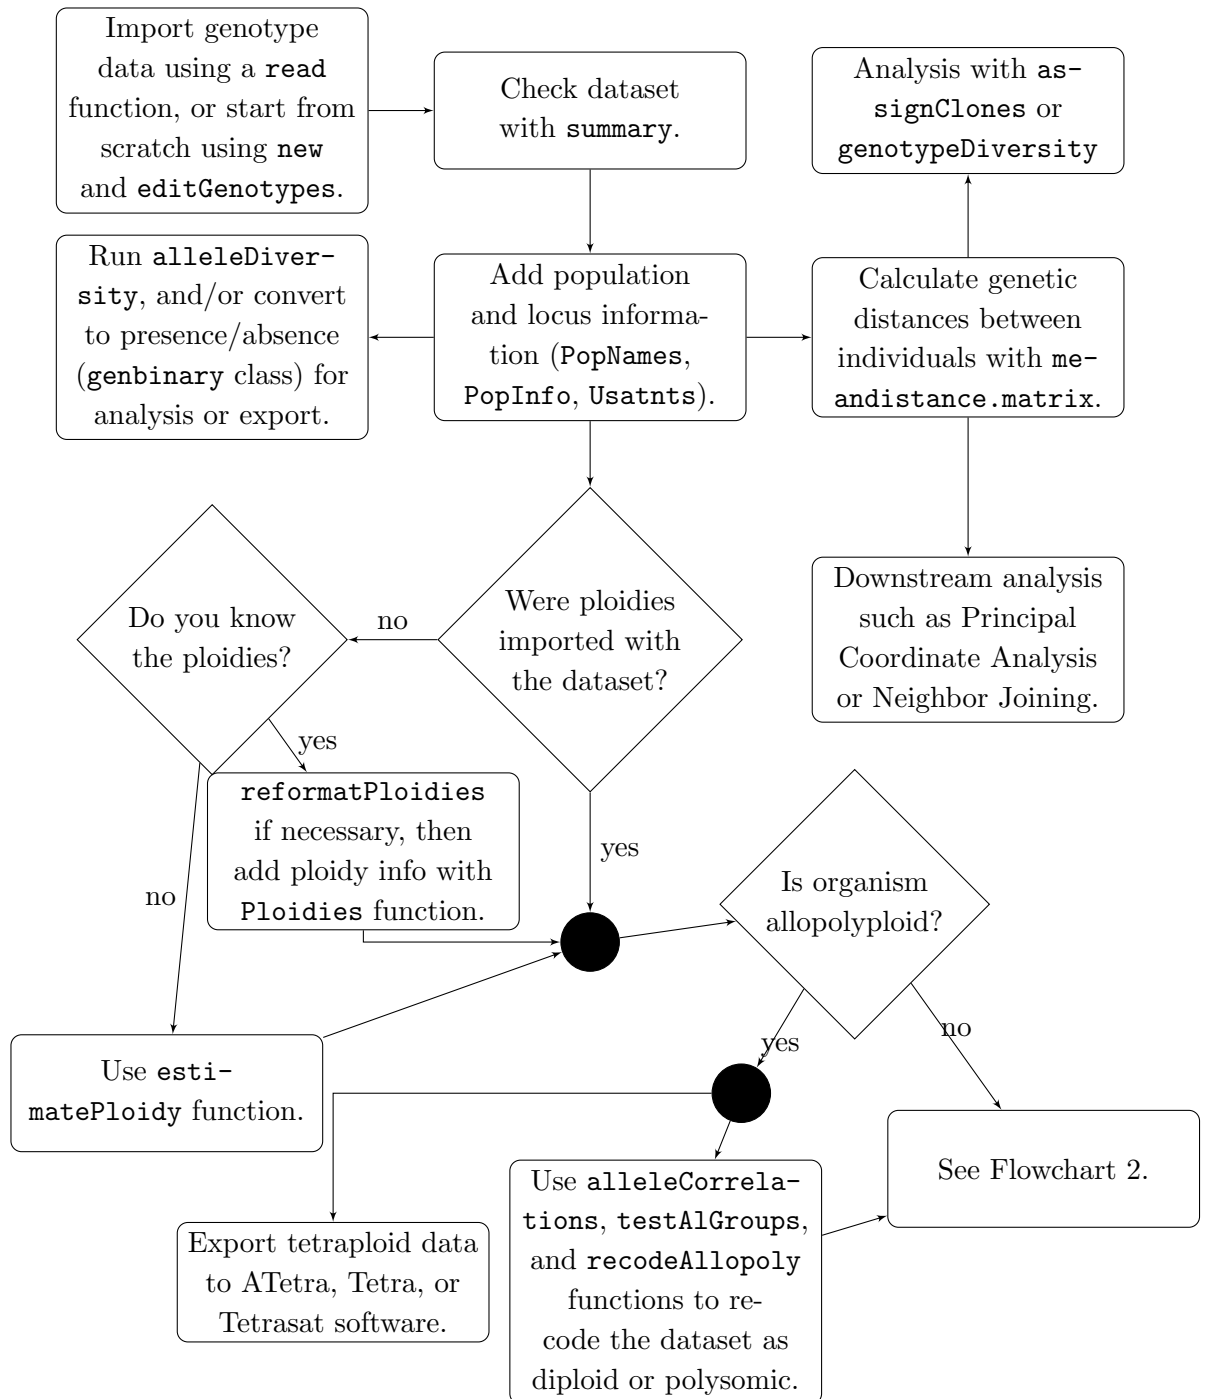 Import genotype
data using a read
function, or start from
scratch using new
and editGenotypes.
Check dataset
with summary.
Analysis with as-
signClones or
genotypeDiversity
Run alleleDiver-
sity, and/or convert
to presence/absence
(genbinary class) for
analysis or export.
Add population
and locus informa-
tion (PopNames,
PopInfo, Usatnts).
Calculate genetic
distances between
individuals with me-
andistance.matrix.
Do you know
the ploidies?
no
Were ploidies
imported with
the dataset?
Downstream analysis
such as Principal
Coordinate Analysis
or Neighbor Joining.
yes
reformatPloidies
if necessary, then
add ploidy info with
Ploidies function.
yes
no
Is organism
allopolyploid?
yes
no
Use esti-
matePloidy function.
See Flowchart 2.
Export tetraploid data
to ATetra, Tetra, or
Tetrasat software.
Use alleleCorrela-
tions, testAlGroups,
and recodeAllopoly
functions to re-
code the dataset as
diploid or polysomic.